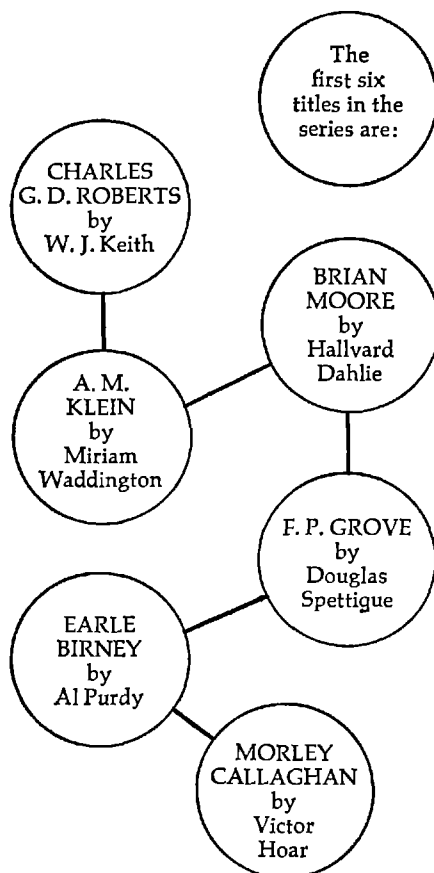 The
first six
titles in the
series are:
CHARLES
G. D. ROBERTS
by
W. J. Keith
BRIAN
MOORE
by
Hallvard
Dahlie
A. M.
KLEIN
by
Miriam
Waddington
F. P. GROVE
by
Douglas
Spettigue
EARLE
BIRNEY
by
Al Purdy
MORLEY
CALLAGHAN
by
Victor
Hoar